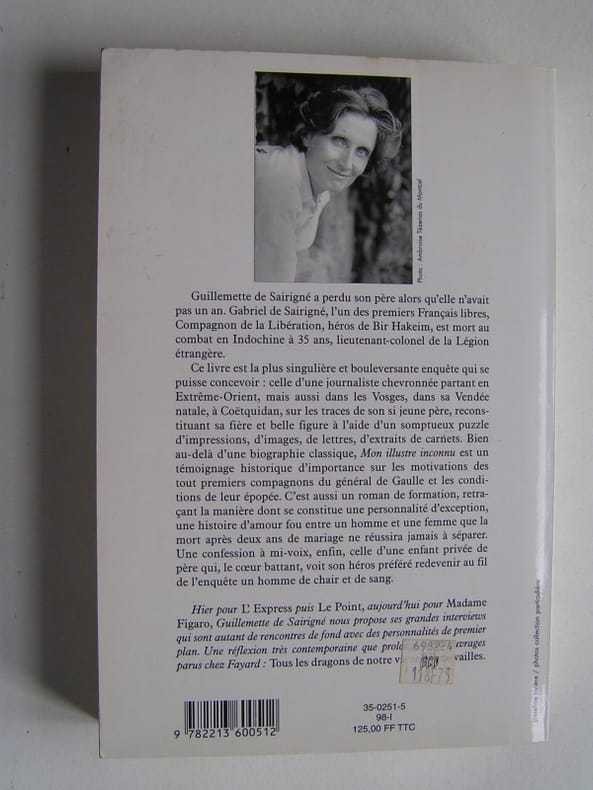 Photo : Ambroise Tézenas du Montcel
Guillemette de Sairigné a perdu son père alors qu'elle n'avait
pas un an. Gabriel de Sairigné, l'un des premiers Français libres,
Compagnon de la Libération, héros de Bir Hakeim, est mort au
combat en Indochine à 35 ans, lieutenant-colonel de la Légion
étrangère.
Ce livre est la plus singulière et bouleversante enquête qui se
puisse concevoir : celle d'une journaliste chevronnée partant en
Extrême-Orient, mais aussi dans les Vosges, dans sa Vendée
natale, à Coëtquidan, sur les traces de son si jeune père, recons-
tituant sa fière et belle figure à l'aide d'un somptueux puzzle
d'impressions, d'images, de lettres, d'extraits de carnets. Bien
au-delà d'une biographie classique, Mon illustre inconnu est un
témoignage historique d'importance sur les motivations des
tout premiers compagnons du général de Gaulle et les condi-
tions de leur épopée. C'est aussi un roman de formation, retra-
çant la manière dont se constitue une personnalité d'exception,
une histoire d'amour fou entre un homme et une femme que la
mort après deux ans de mariage ne réussira jamais à séparer.
Une confession à mi-voix, enfin, celle d'une enfant privée de
père qui, le cœur battant, voit son héros préféré redevenir au fil
de l'enquête un homme de chair et de sang.
Hier pour L'Express puis Le Point, aujourd'hui pour Madame
Figaro, Guillemette de Sairigné nous propose ses grandes interviews
qui sont autant de rencontres de fond avec des personnalités de premier
plan. Une réflexion très contemporaine que
parus chez Fayard : Tous les dragons de notre
698224
35-0251-5
98-I
125,00 FF TTC
9 782213 600512
/ photos collection particulière